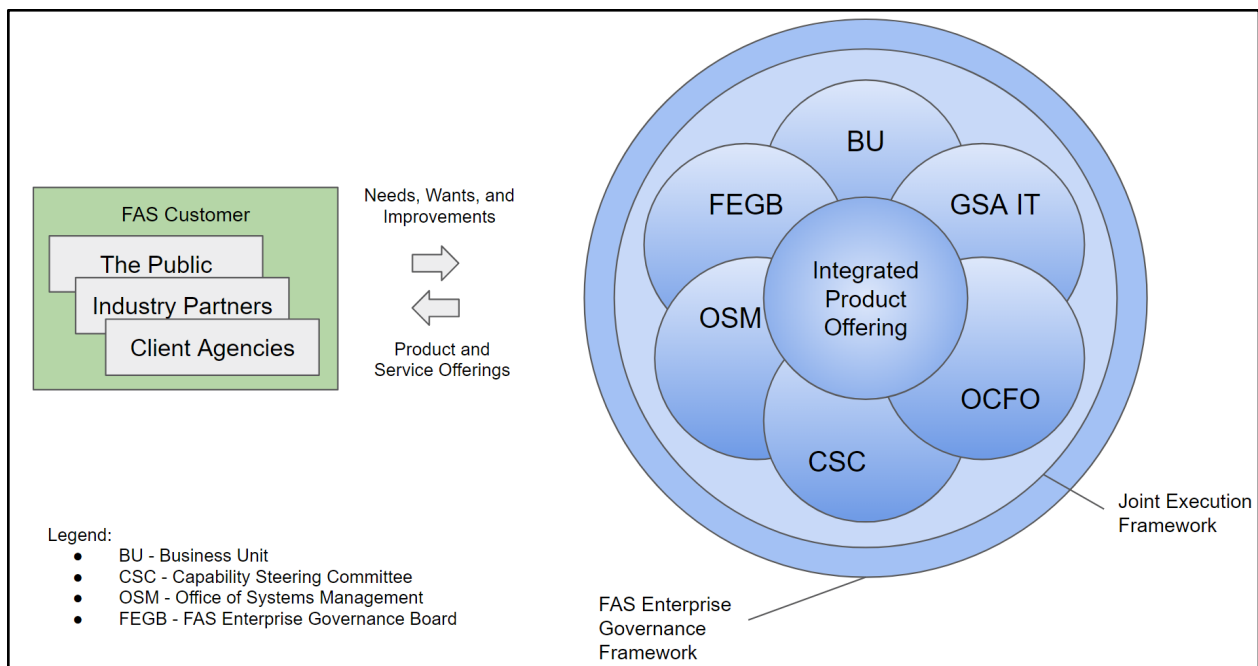 FAS Customer
The Public
Industry Partners
Client Agencies
Needs, Wants, and
Improvements
Product and
Service Offerings
BU
FEGB
GSA IT
Integrated
Product
Offering
OSM
OCFO
CSC
Joint Execution
Framework
FAS Enterprise
Governance
Framework
Legend:
● BU - Business Unit
● CSC - Capability Steering Committee
● OSM - Office of Systems Management
● FEGB - FAS Enterprise Governance Board